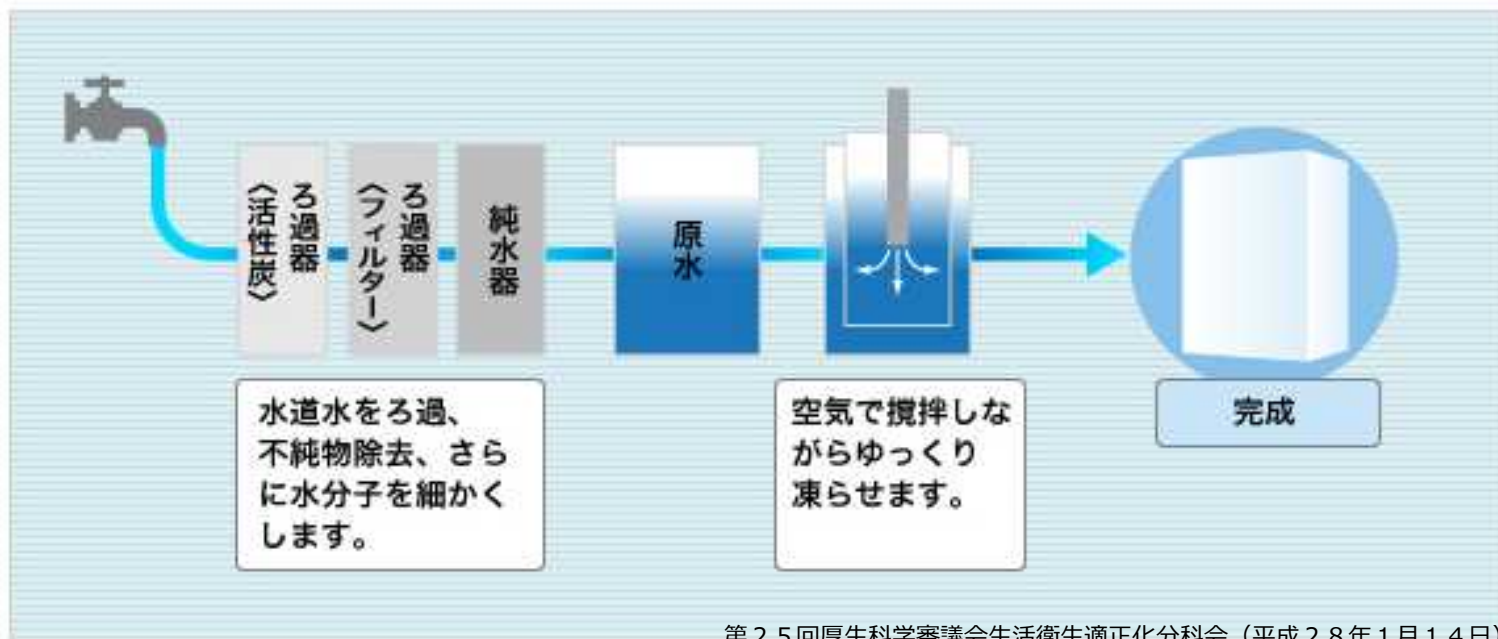 ろ過器
〈活性炭〉
ろ過器
〈フィルター〉
純水器
原水
水道水をろ過、
不純物除去、さら
に水分子を細かく
します。
空気で撹拌しな
がらゆっくり
凍らせます。
完成
第25回厚生科学審議会生活衛生適正化分科会（平成28年1月14日）